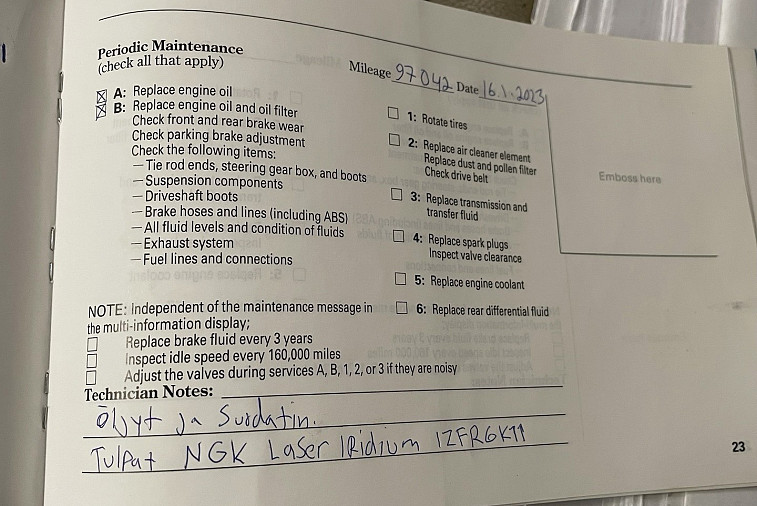 Periodic Maintenance
(check all that apply)
Mileage 97042 Date 16.1.2023
A: Replace engine oil
B: Replace engine oil and oil filter
Check front and rear brake wear
Check parking brake adjustment
Check the following items:
– Tie rod ends, steering gear box, and boots
– Suspension components
– Driveshaft boots
– Brake hoses and lines (including ABS)
– All fluid levels and condition of fluids
– Exhaust system
– Fuel lines and connections
1: Rotate tires
2: Replace air cleaner element
Replace dust and pollen filter
Check drive belt
3: Replace transmission and
transfer fluid
4: Replace spark plugs
Inspect valve clearance
5: Replace engine coolant
6: Replace rear differential fluid
Emboss here
NOTE: Independent of the maintenance message in
the multi-information display;
Replace brake fluid every 3 years
Inspect idle speed every 160,000 miles
Adjust the valves during services A, B, 1, 2, or 3 if they are noisy
Technician Notes:
Öljyt ja Suodatin.
Tulpat NGK Laser IRidium IZFR6K11
23